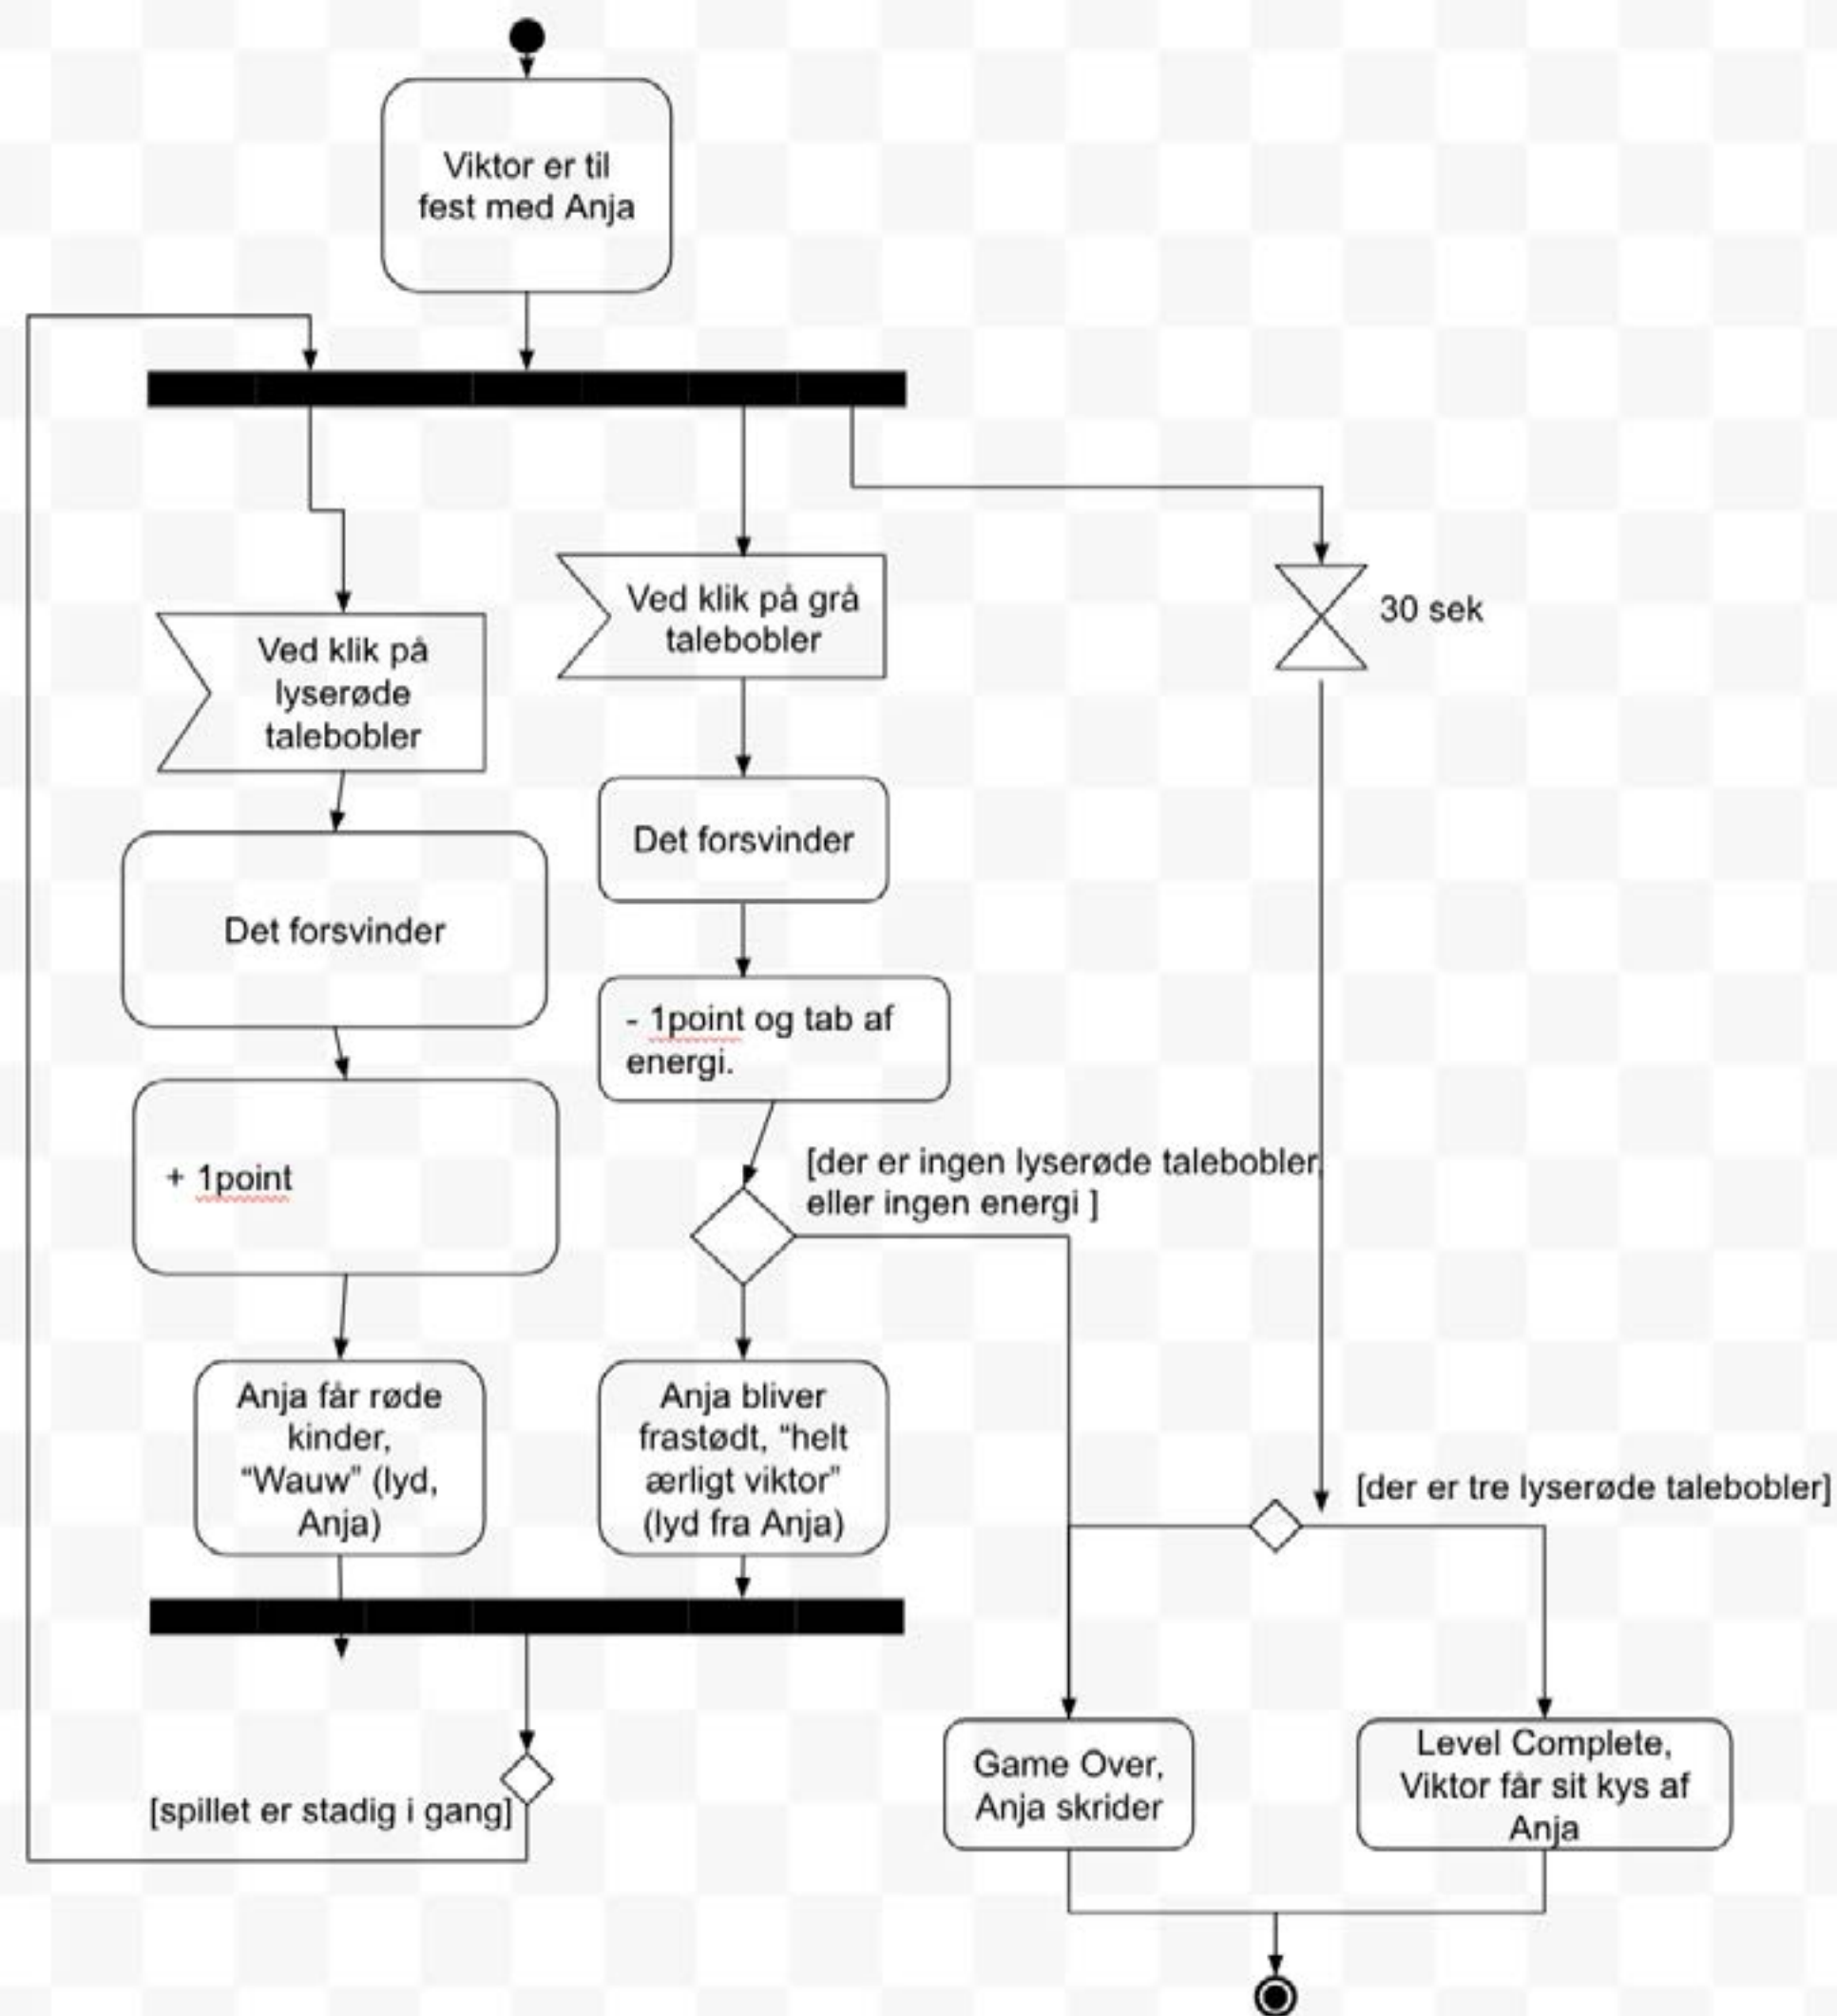 Viktor er til
fest med Anja
Ved klik på
lyserøde
talebobler
Det forsvinder
+ 1point
Anja får røde
kinder,
“Wauw” (lyd,
Anja)
Ved klik på grå
talebobler
Det forsvinder
- 1point og tab af
energi.
[der er ingen lyserøde talebobler,
eller ingen energi ]
Anja bliver
frastødt, “helt
ærligt viktor”
(lyd fra Anja)
[spillet er stadig i gang]
30 sek
[der er tre lyserøde talebobler]
Game Over,
Anja skrider
Level Complete,
Viktor får sit kys af
Anja